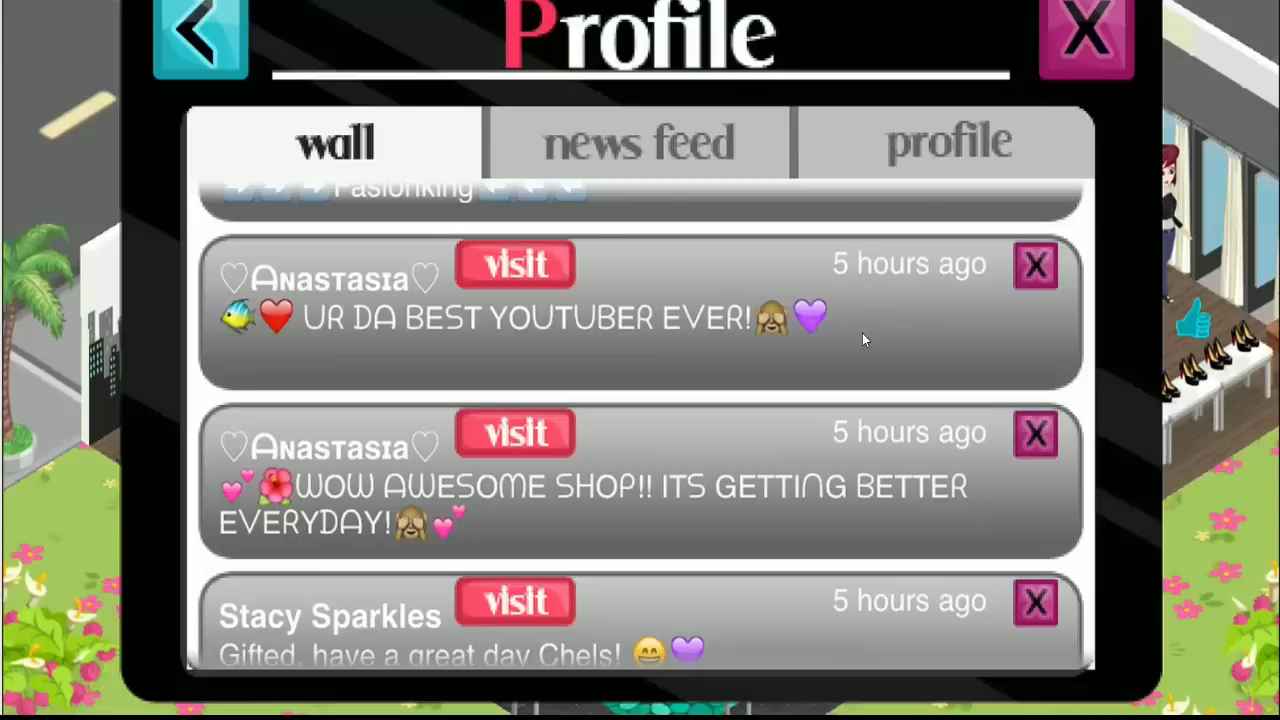 Profile
wall
news feed
profile
➡️➡️➡️Pasionking⬅️⬅️⬅️
♡Anastasia♡
visit
5 hours ago
X
🐠❤️ UR DA BEST YOUTUBER EVER!🙈💜
♡Anastasia♡
visit
5 hours ago
X
💕🌺WOW AWESOME SHOP!! ITS GETTING BETTER
EVERYDAY!🙈💕
Stacy Sparkles
visit
5 hours ago
X
Gifted, have a great day Chels! 😄💜